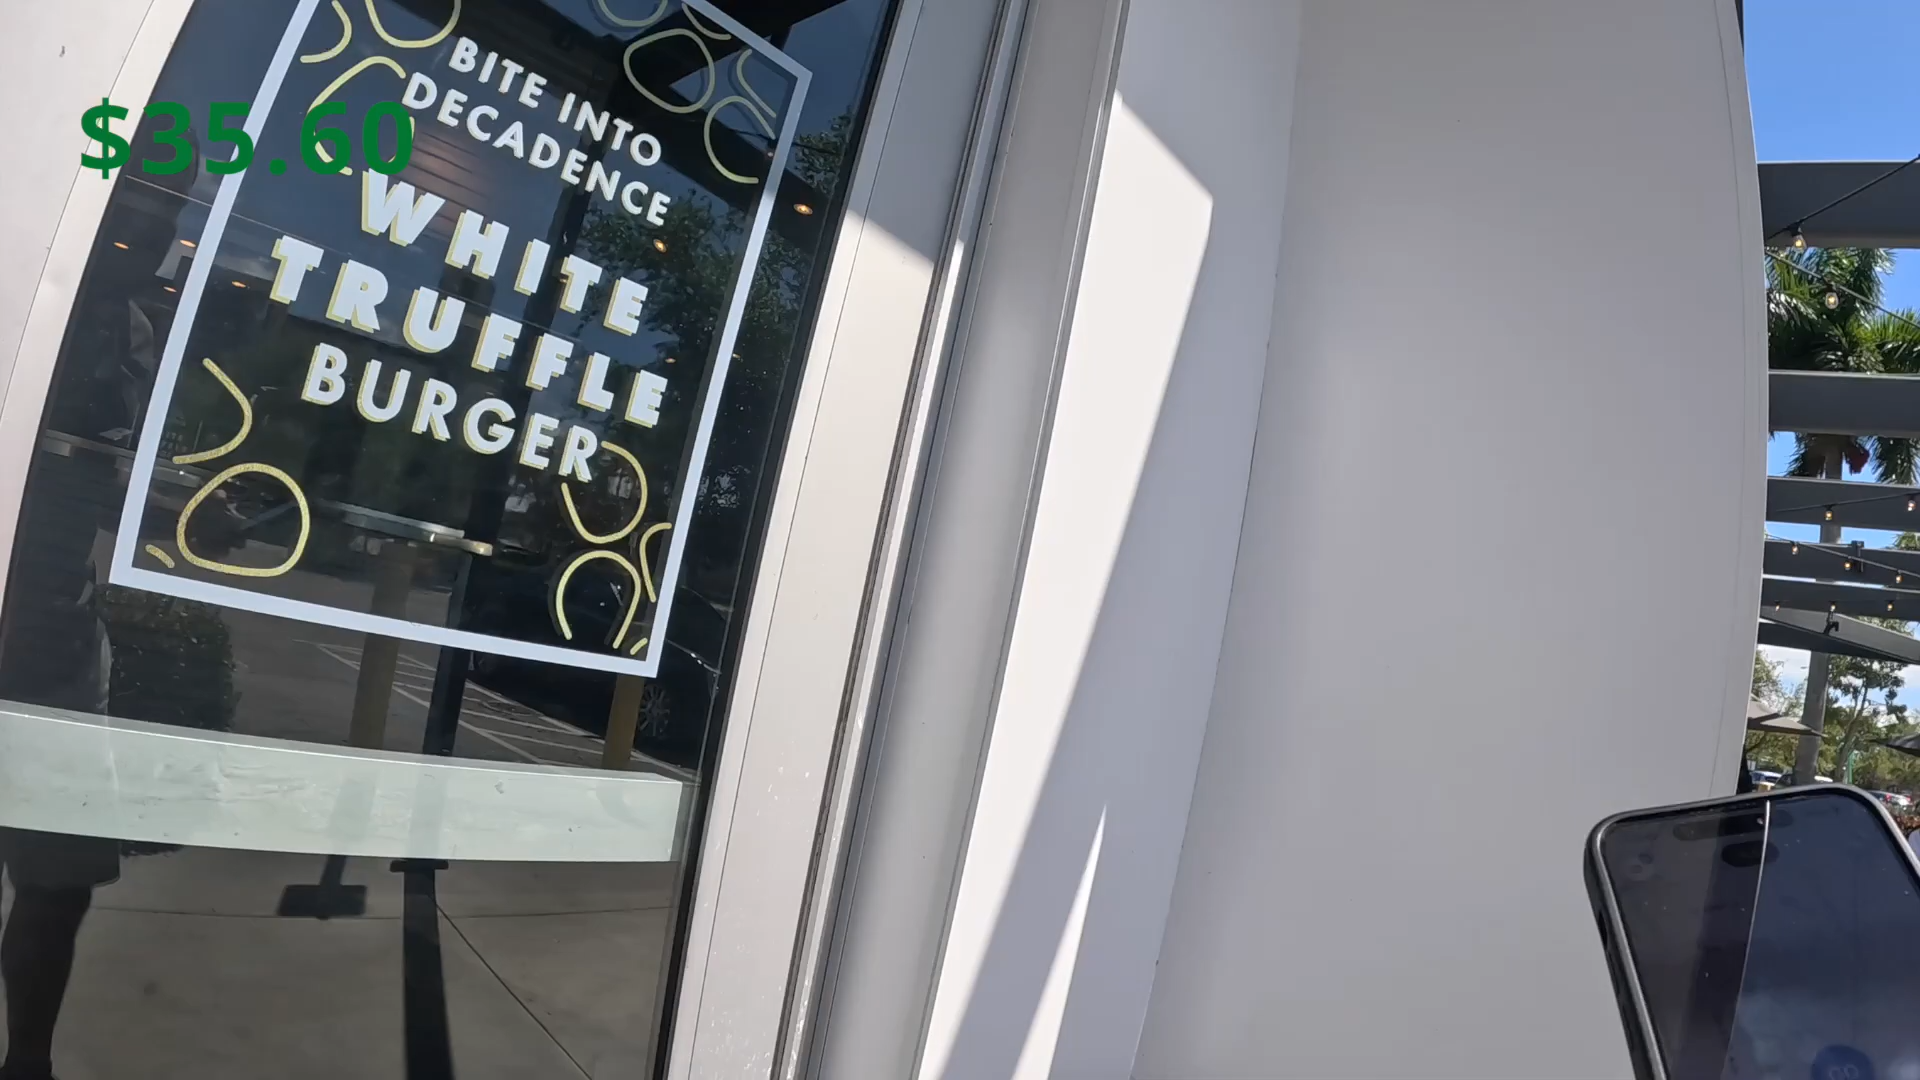 BITE INTO
DECADENCE
$35.60
WHITE
TRUFFLE
BURGER